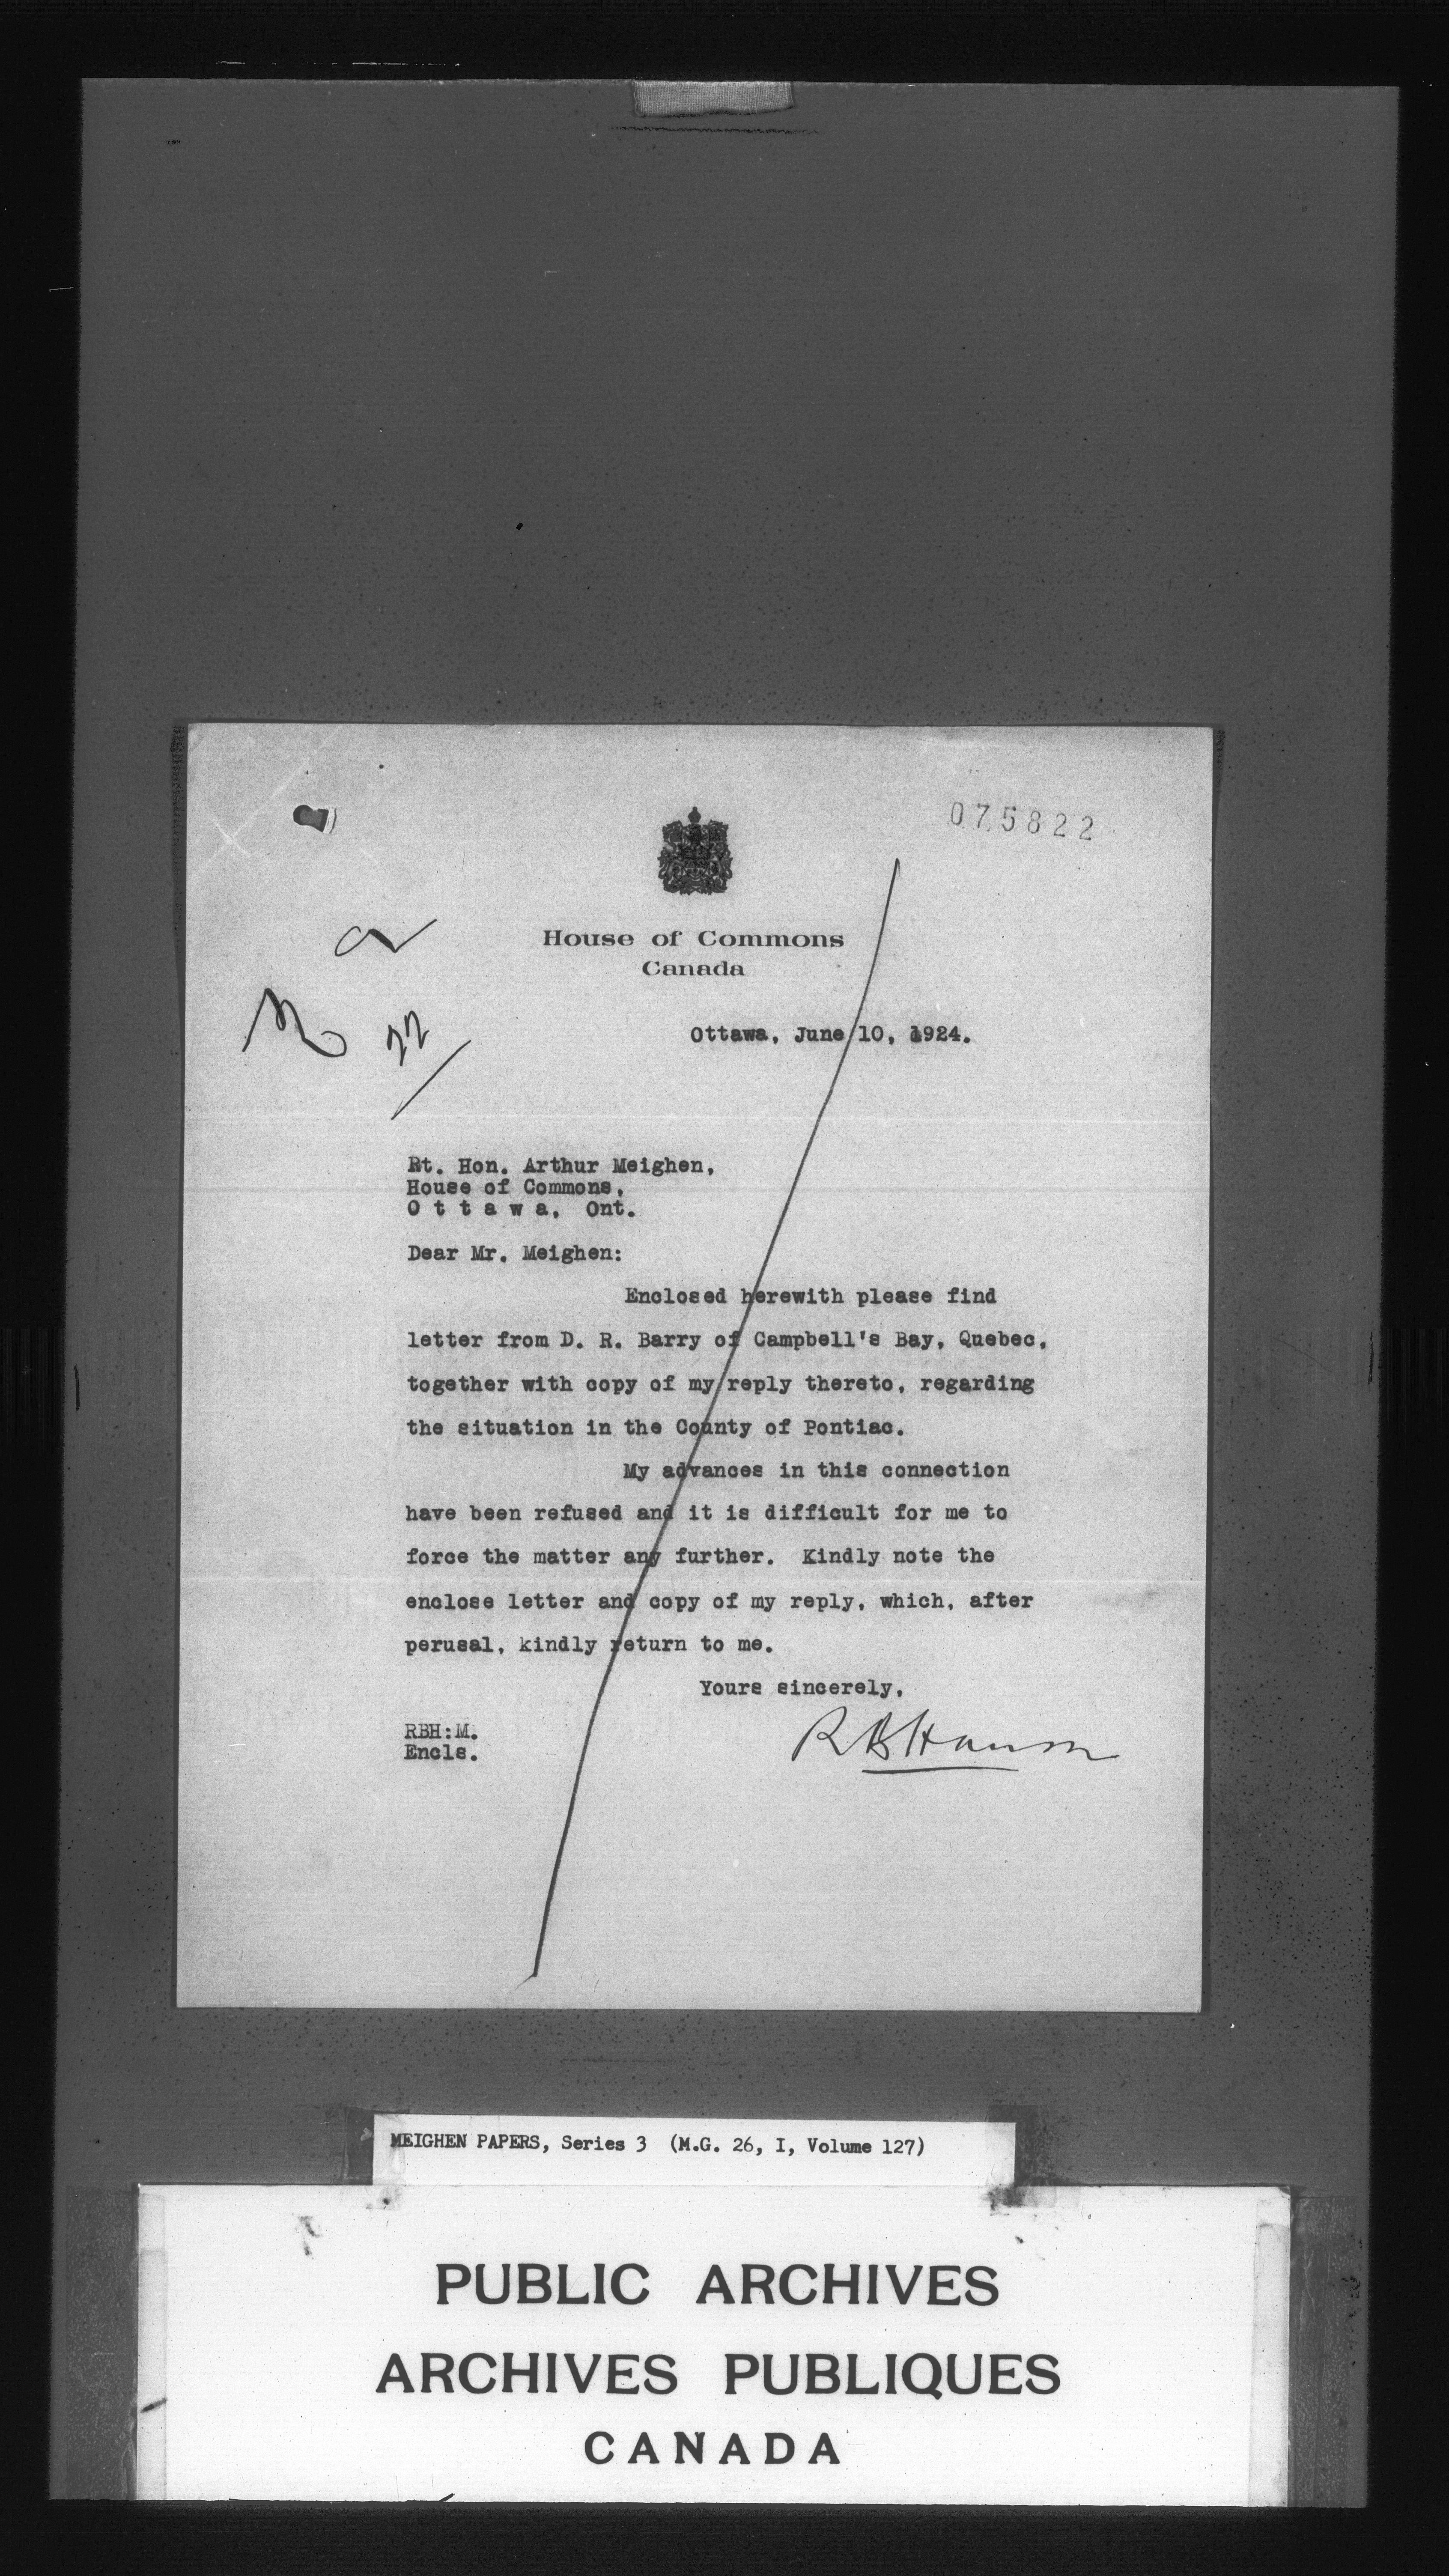 075822
House of Commons
Canada
22
Ottawa, June 10, 1924.
Rt. Hon. Arthur Meighen,
House of Commons,
O t t a w a, Ont.
Dear Mr. Meighen:
Enclosed herewith please find
letter from D. R. Barry of Campbell's Bay, Quebec,
together with copy of my reply thereto, regarding
the situation in the County of Pontiac.
My advances in this connection
have been refused and it is difficult for me to
force the matter any further. Kindly note the
enclose letter and copy of my reply, which, after
perusal, kindly return to me.
Yours sincerely,
RBHanson
RBH:M.
Encls.
MEIGHEN PAPERS, Series 3 (M.G. 26, I, Volume 127)
PUBLIC ARCHIVES
ARCHIVES PUBLIQUES
CANADA